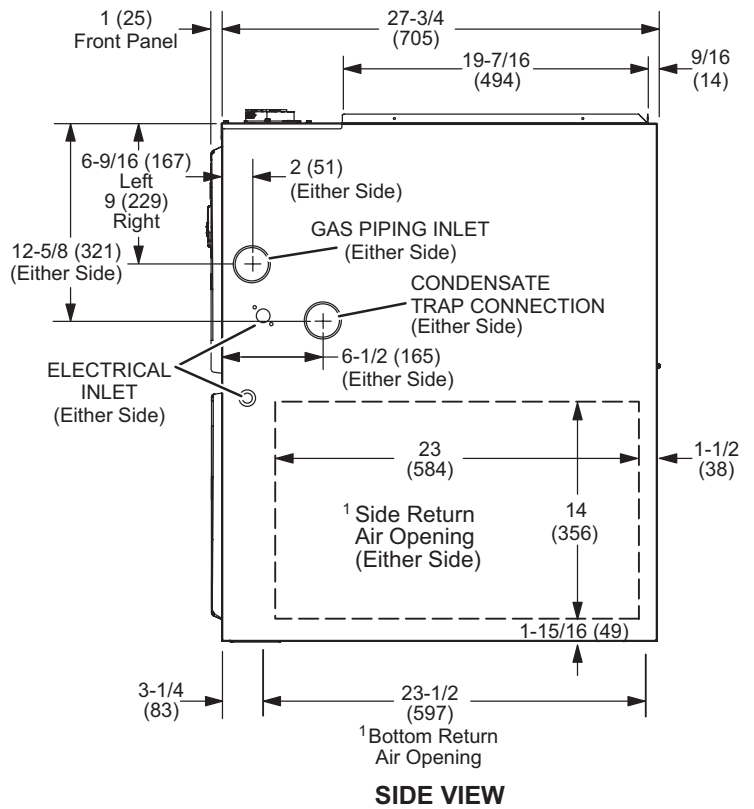 1 (25)
Front Panel
27-3/4
(705)
19-7/16
(494)
9/16
(14)
6-9/16 (167)
Left
9 (229)
Right
2 (51)
(Either Side)
12-5/8 (321)
(Either Side)
GAS PIPING INLET
(Either Side)
CONDENSATE
TRAP CONNECTION
(Either Side)
6-1/2 (165)
(Either Side)
ELECTRICAL
INLET
(Either Side)
23
(584)
1-1/2
(38)
14
(356)
1 Side Return
Air Opening
(Either Side)
1-15/16 (49)
3-1/4
(83)
23-1/2
(597)
1Bottom Return
Air Opening
SIDE VIEW